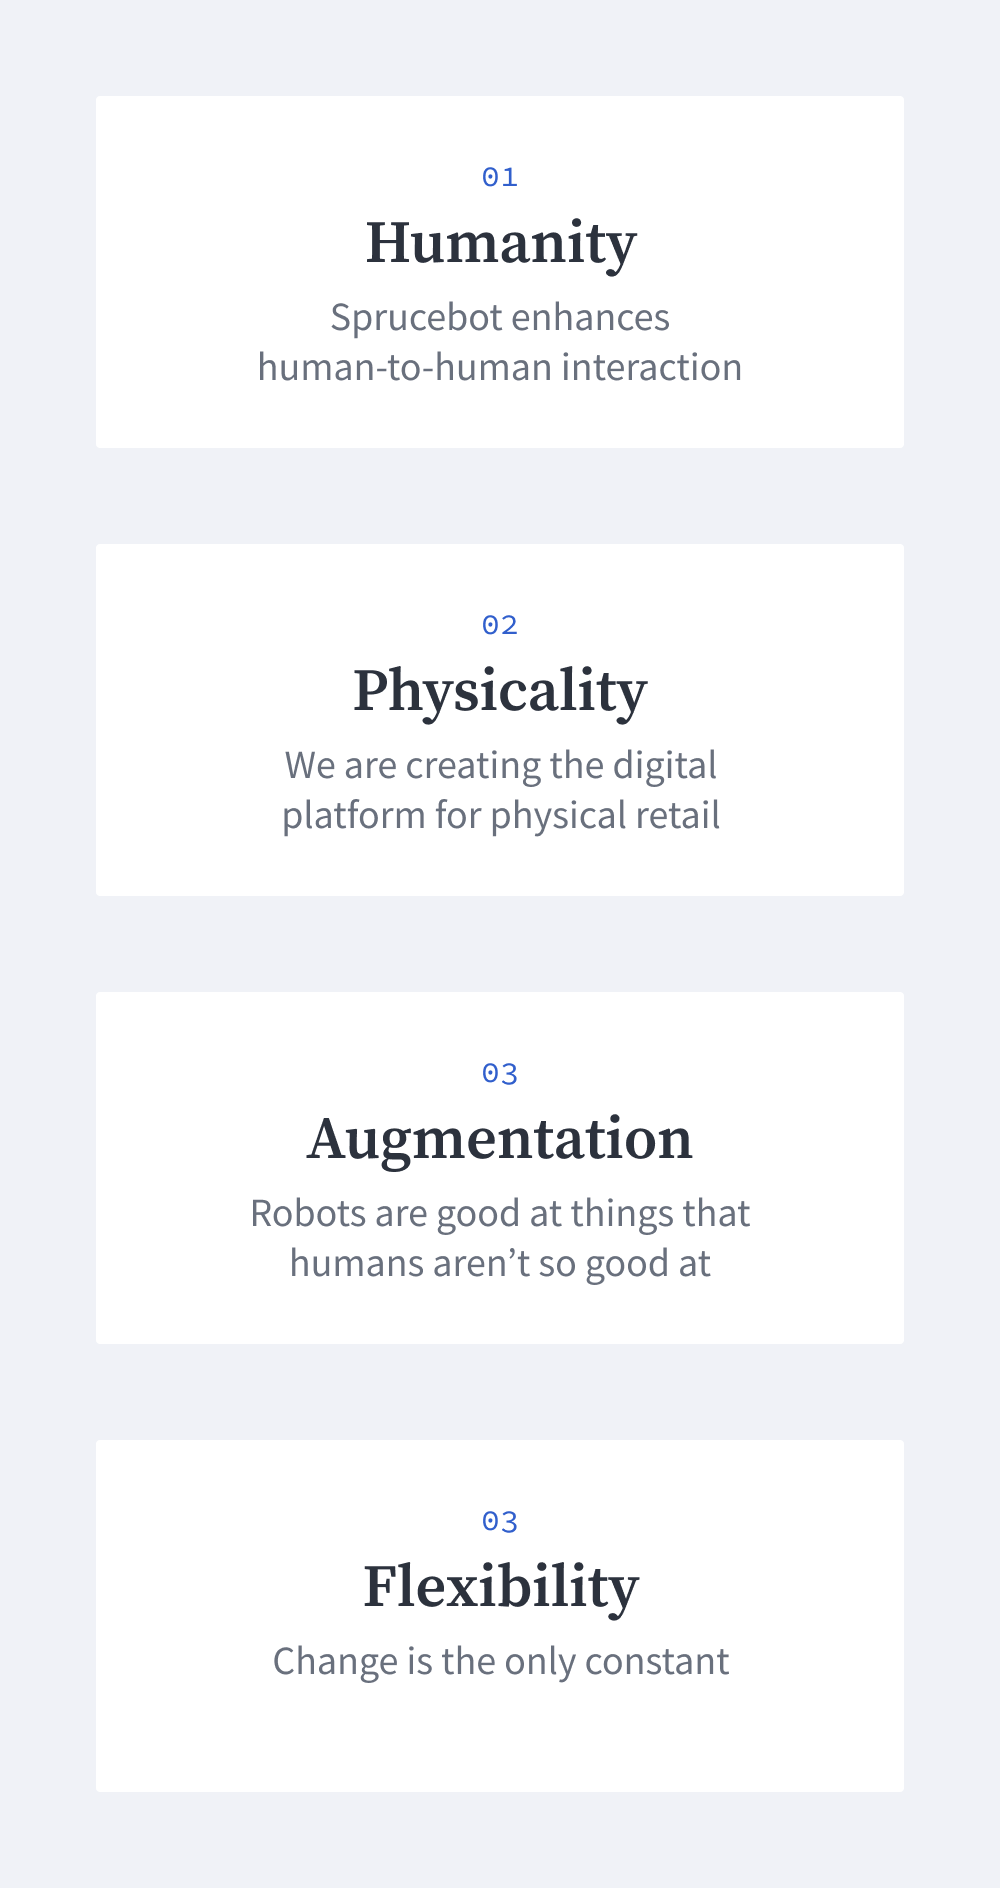 01
Humanity
Sprucebot enhances
human-to-human interaction
02
Physicality
We are creating the digital
platform for physical retail
03
Augmentation
Robots are good at things that
humans aren’t so good at
03
Flexibility
Change is the only constant